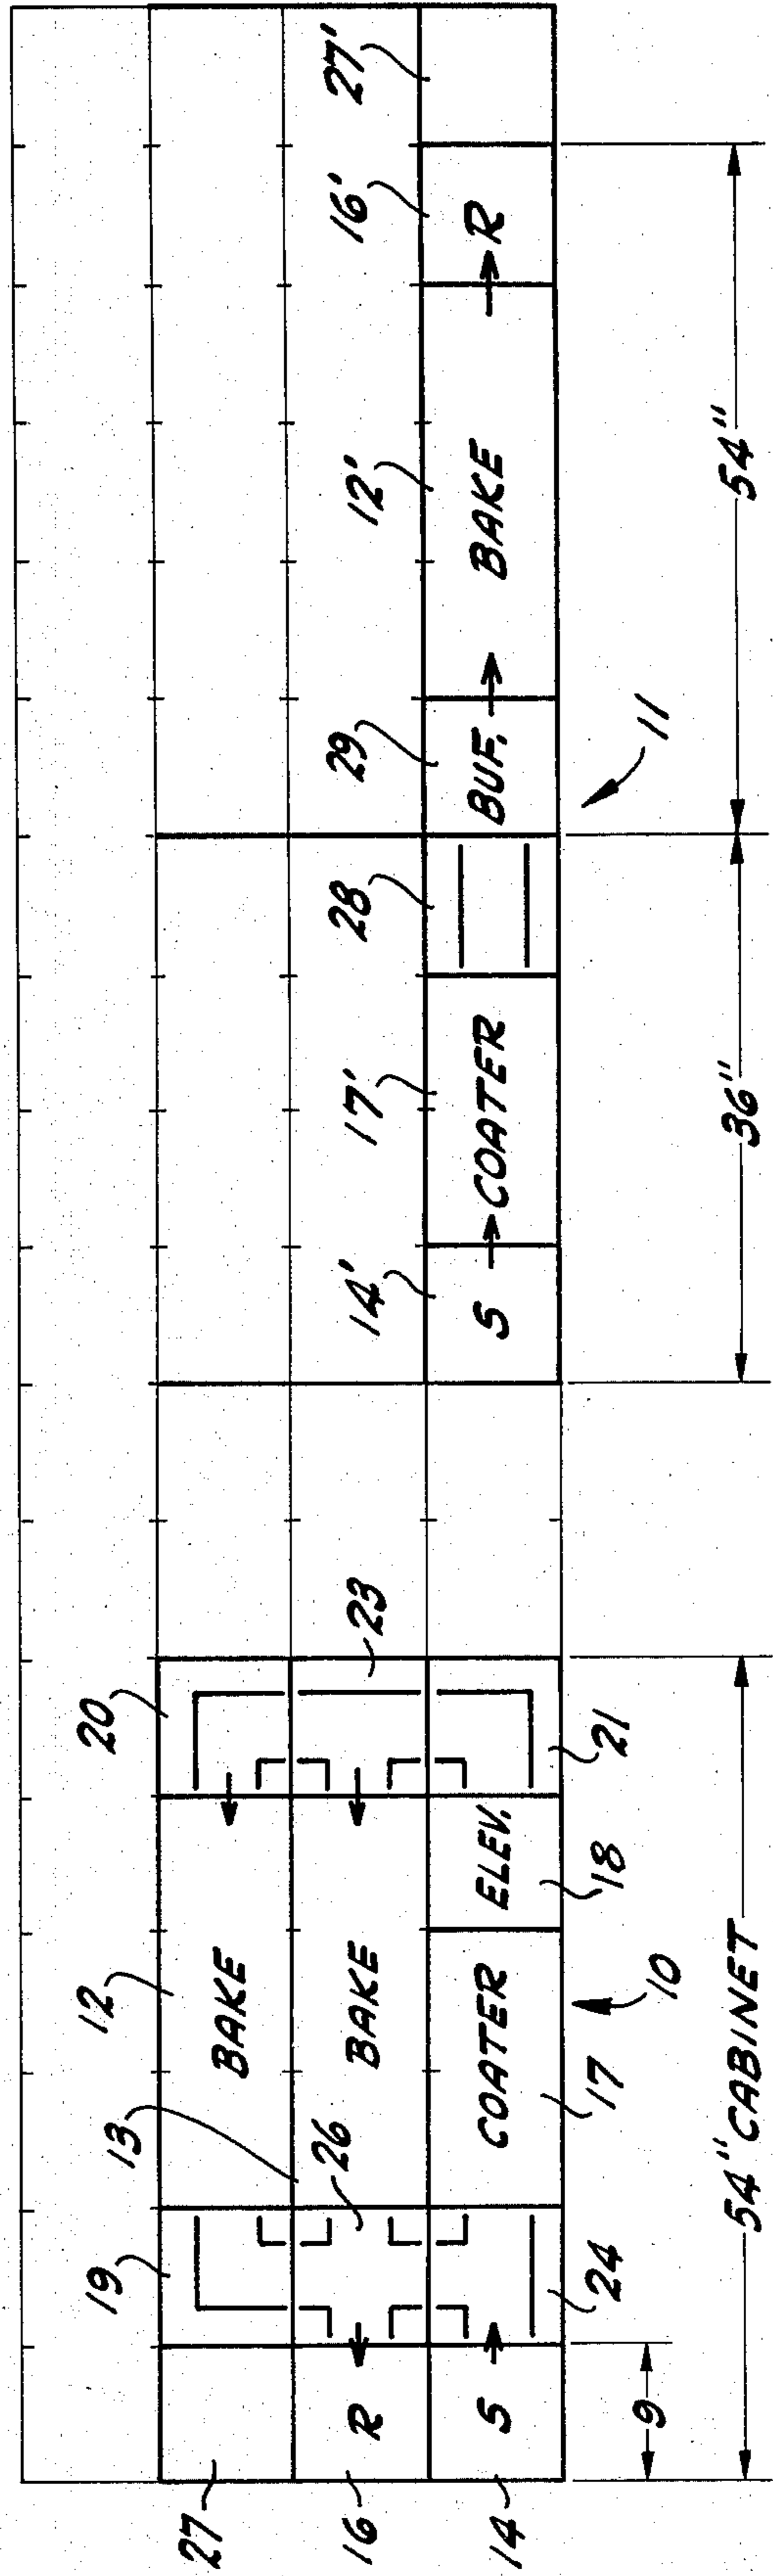 19 13 12 20
27 BAKE
16 R 26 BAKE 23 14' 17' 28 29 12' 16' 27'
14 S COATER ELEV. S COATER BUF. BAKE R
24 17 18 21
9 10 11
54" CABINET 36" 54"